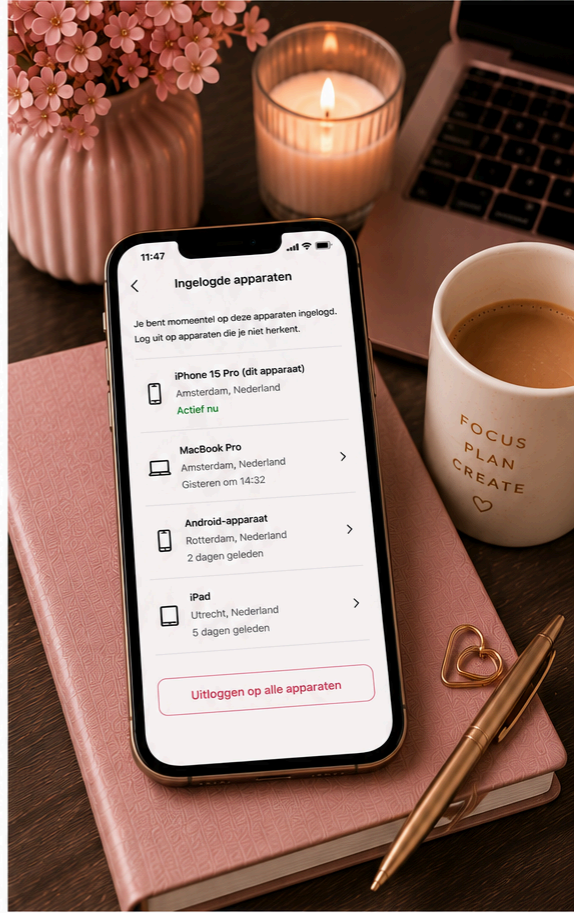 11:47
Ingelogde apparaten
Je bent momeentel op deze apparaten ingelogd.
Log uit op apparaten die je niet herkent.
iPhone 15 Pro (dit apparaat)
Amsterdam, Nederland
Actief nu
MacBook Pro
Amsterdam, Nederland
Gisteren om 14:32
Android-apparaat
Rotterdam, Nederland
2 dagen geleden
iPad
Utrecht, Nederland
5 dagen geleden
Uitloggen op alle apparaten
FOCUS
PLAN
CREATE